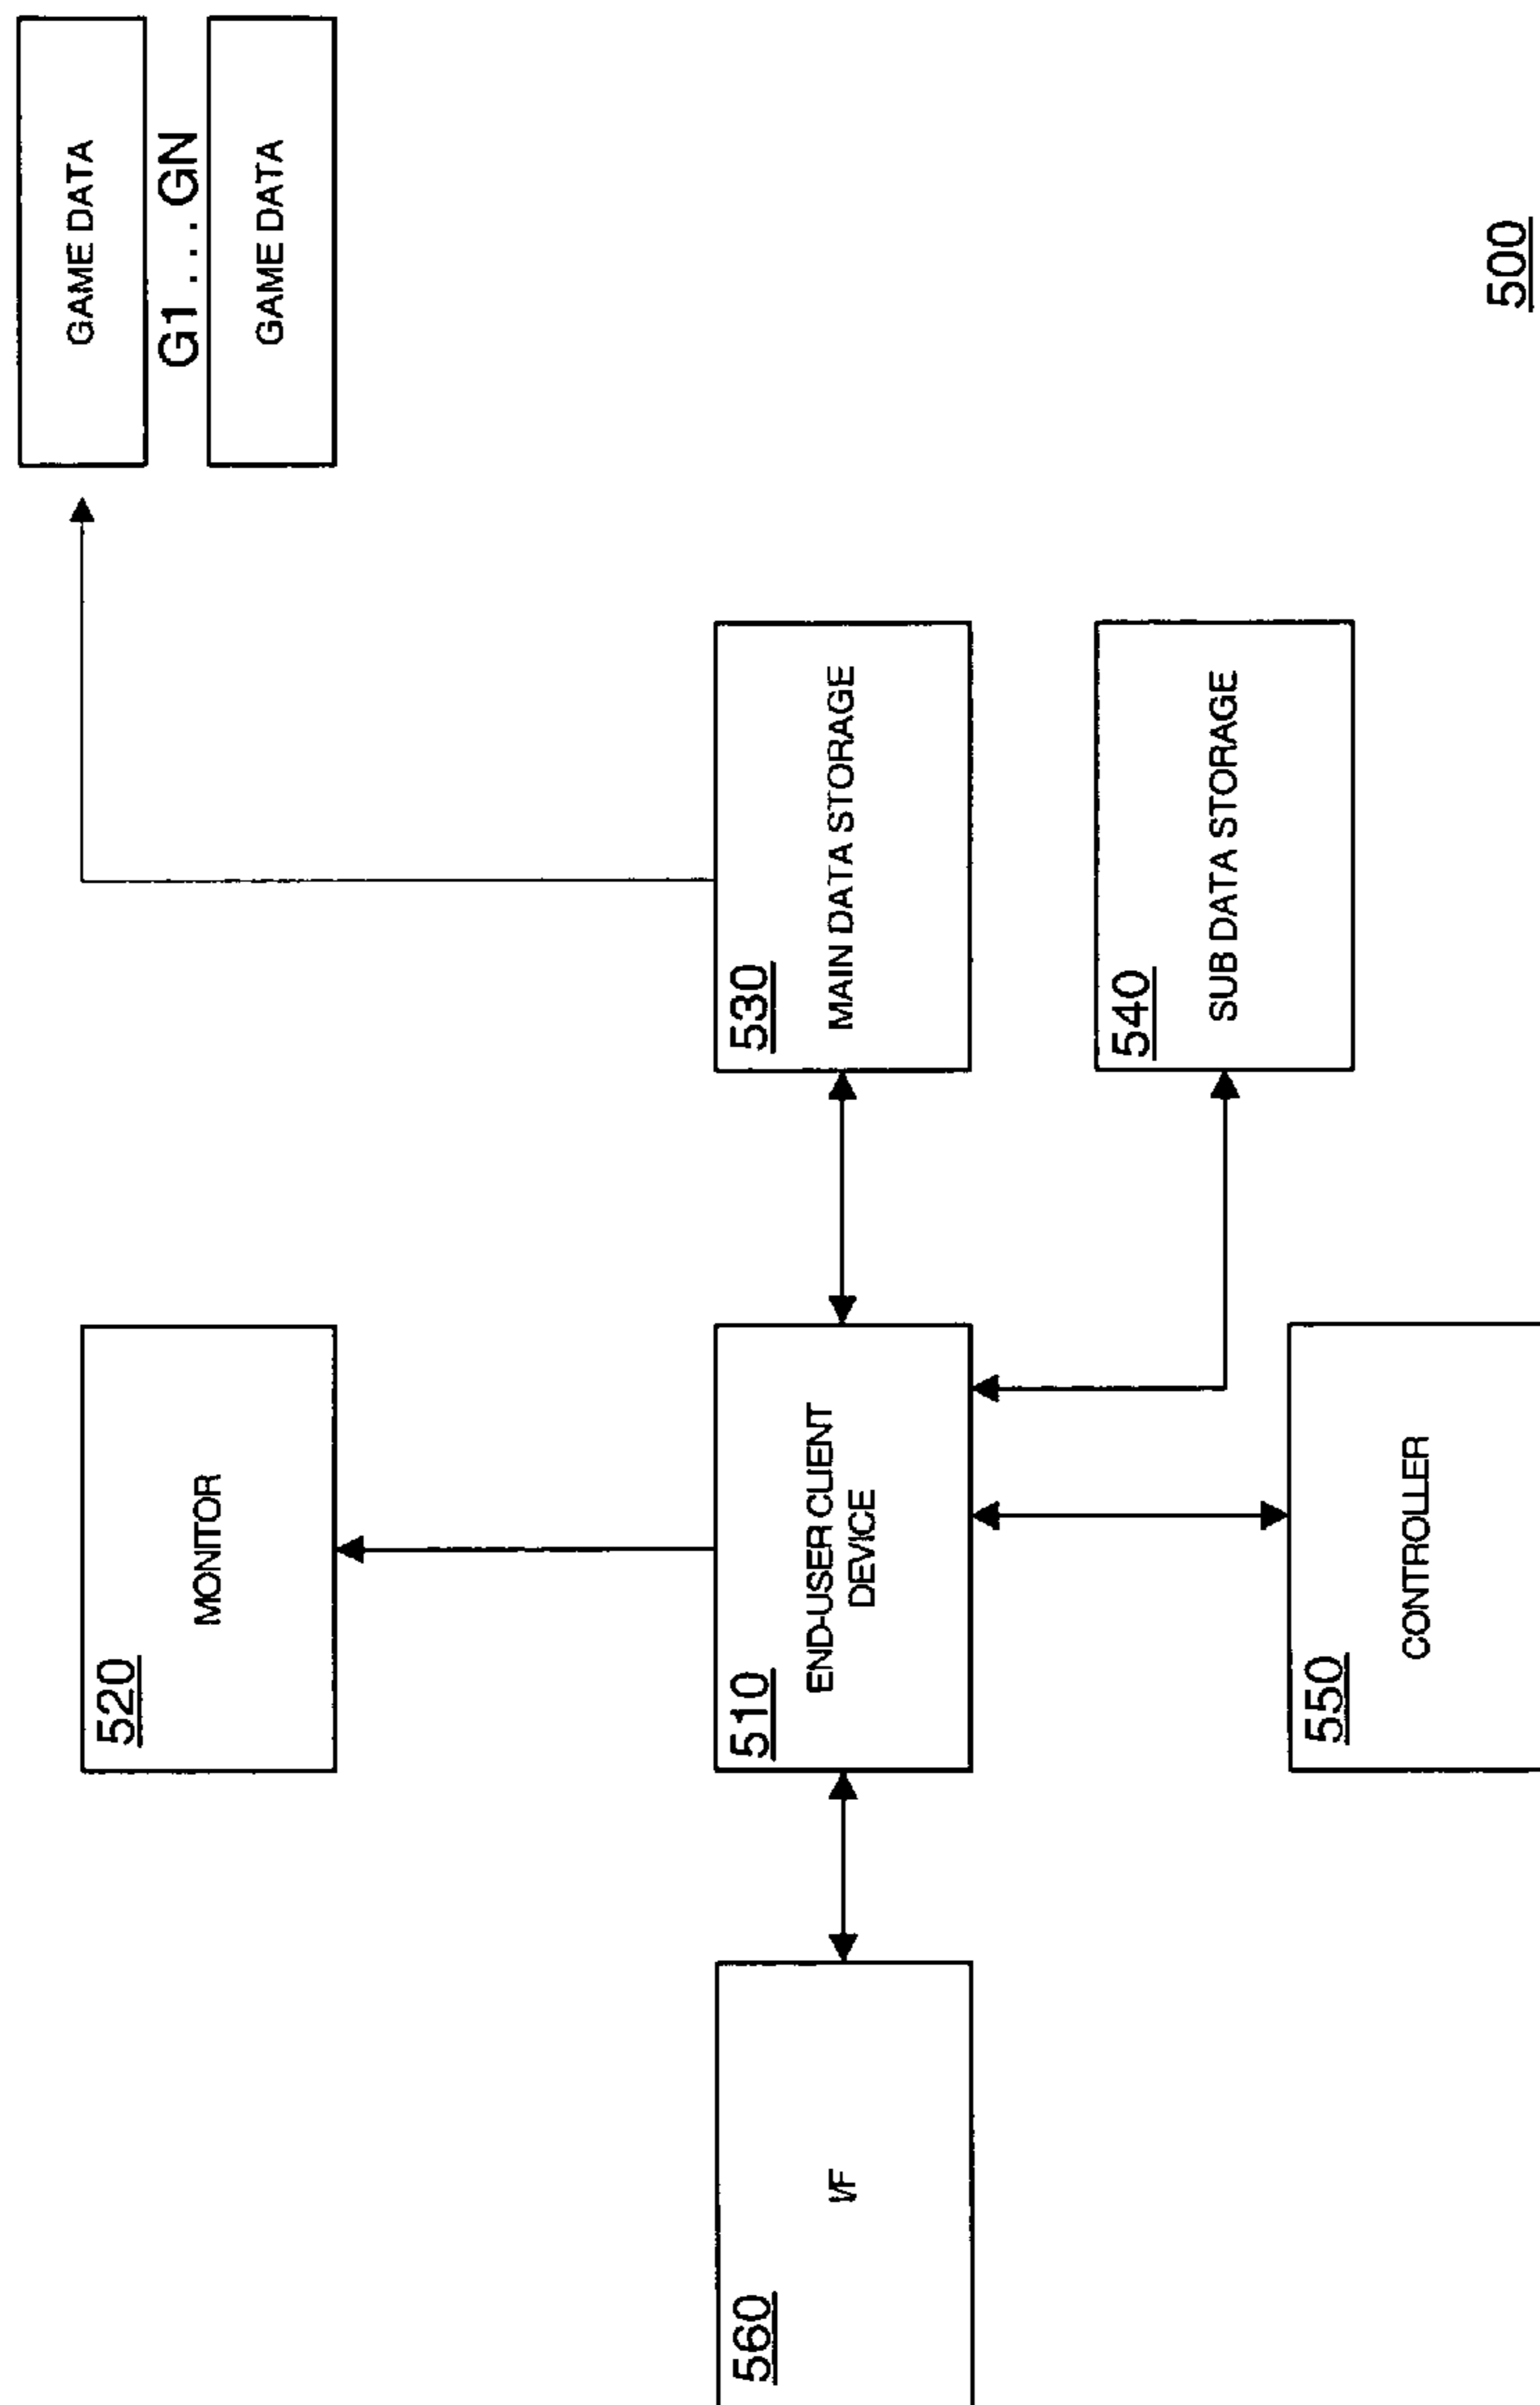 520
MONITOR
GAME DATA
G1 . . . GN
GAME DATA
560
I/F
510
END-USER CLIENT
DEVICE
530
MAIN DATA STORAGE
540
SUB DATA STORAGE
550
CONTROLLER
500